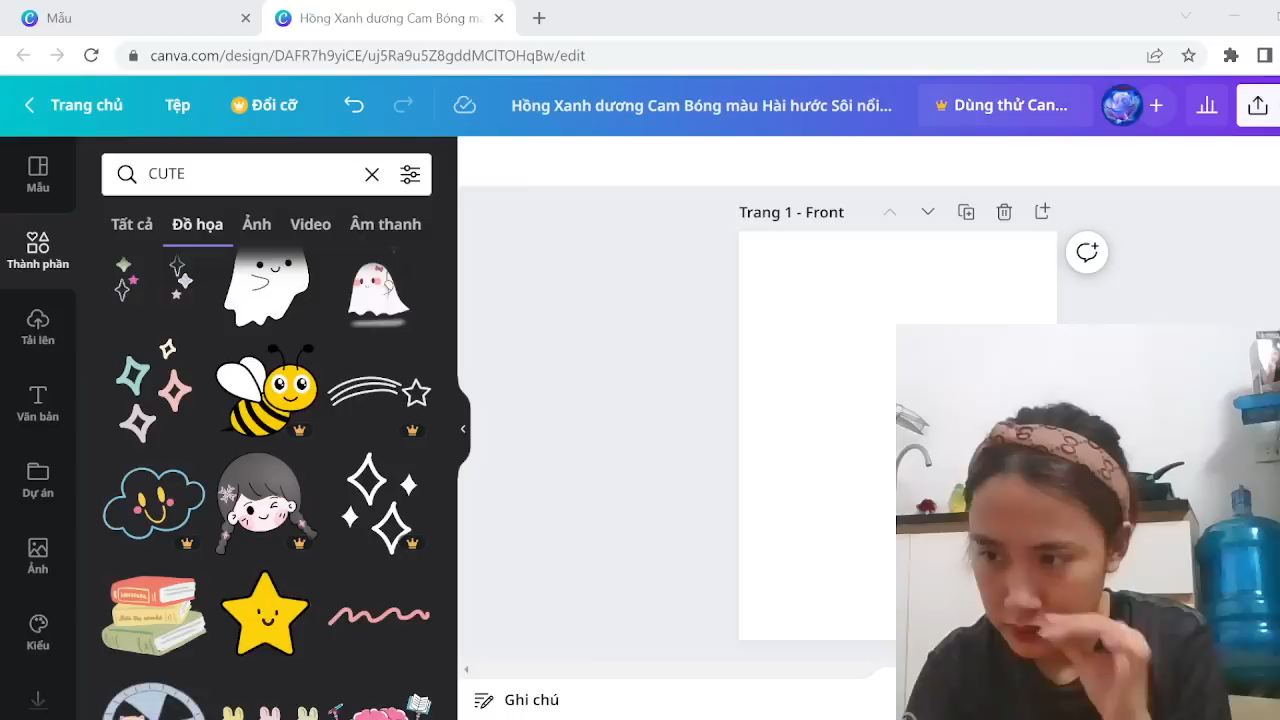 Mẫu
Hồng Xanh dương Cam Bóng mà
canva.com/design/DAFR7h9yiCE/uj5Ra9u5Z8gddMClTOHqBw/edit
Trang chủ
Tệp
Đổi cỡ
Hồng Xanh dương Cam Bóng màu Hài hước Sôi nổi...
Dùng thử Can...
Mẫu
Thành phần
Tải lên
Văn bản
Dự án
Ảnh
Kiểu
CUTE
Tất cả
Đồ họa
Ảnh
Video
Âm thanh
Trang 1 - Front
Ghi chú